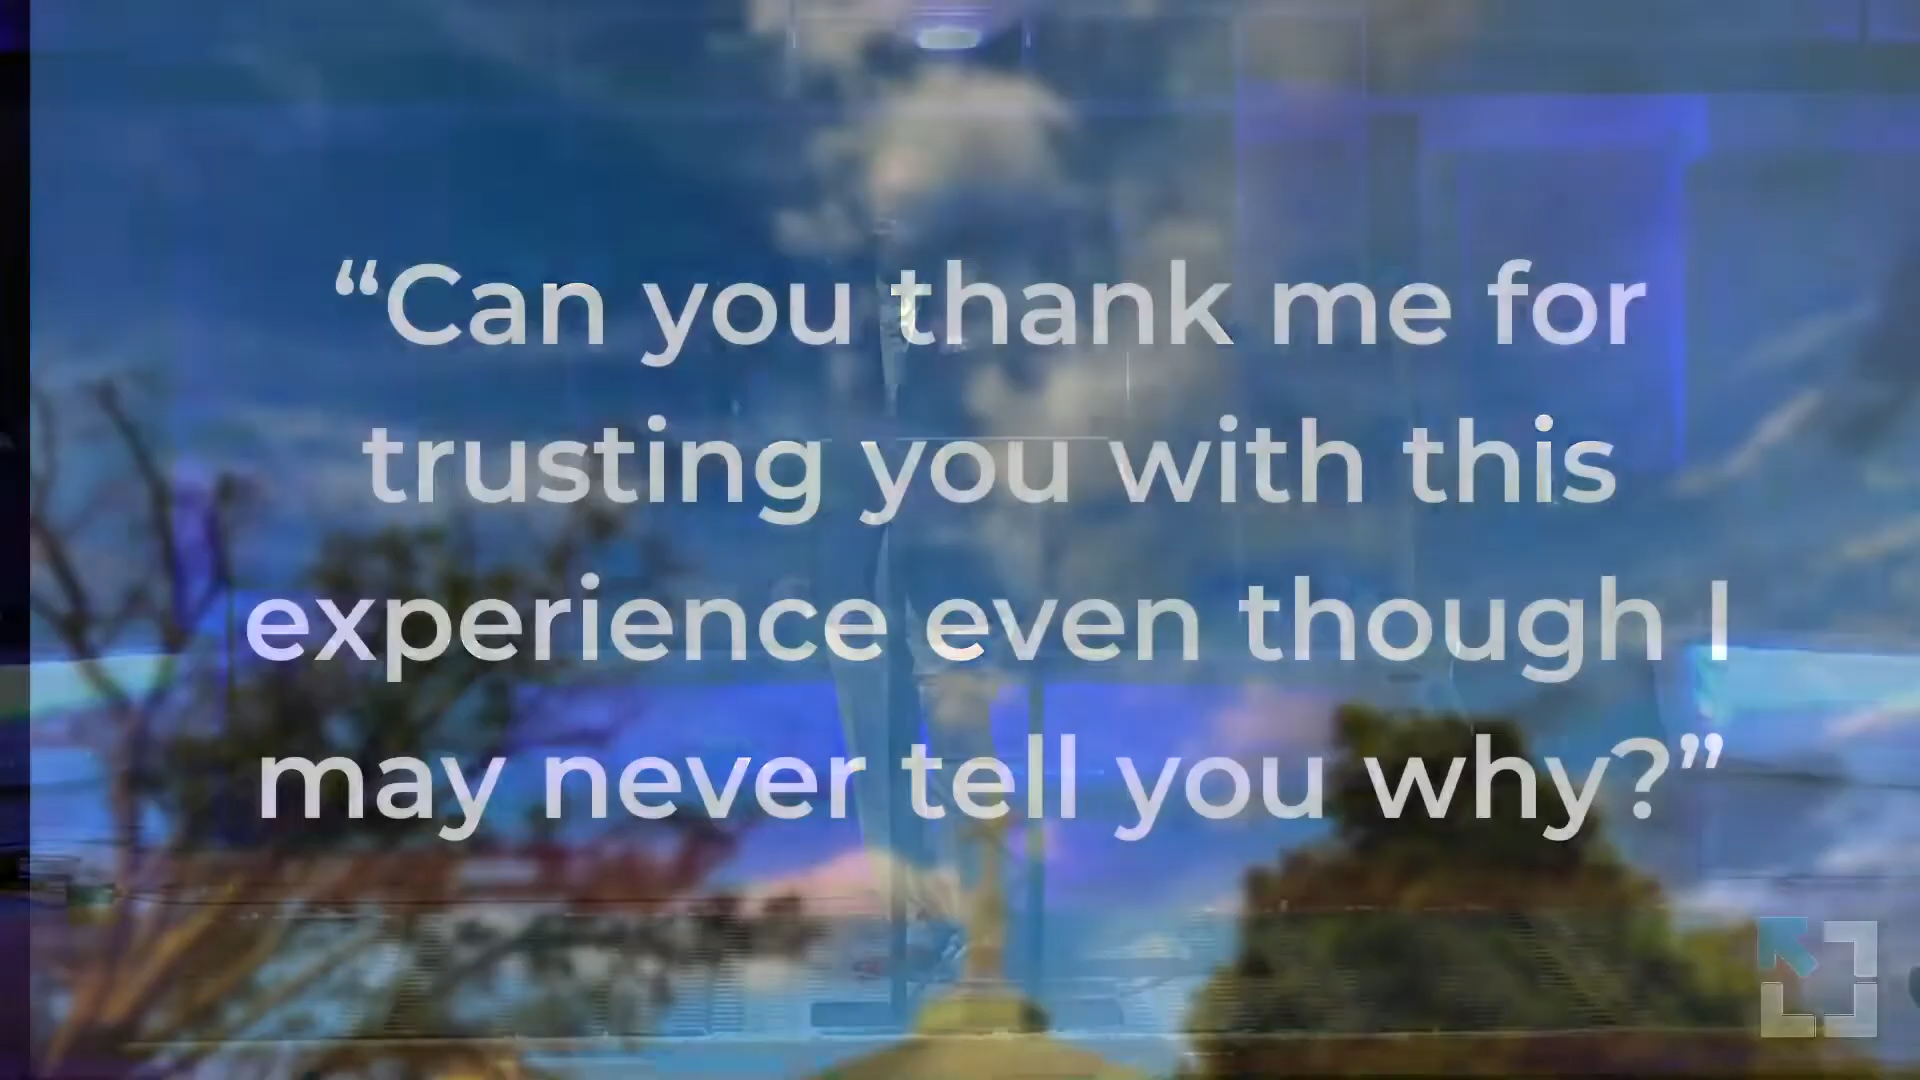 “Can you thank me for
trusting you with this
experience even though I
may never tell you why?”